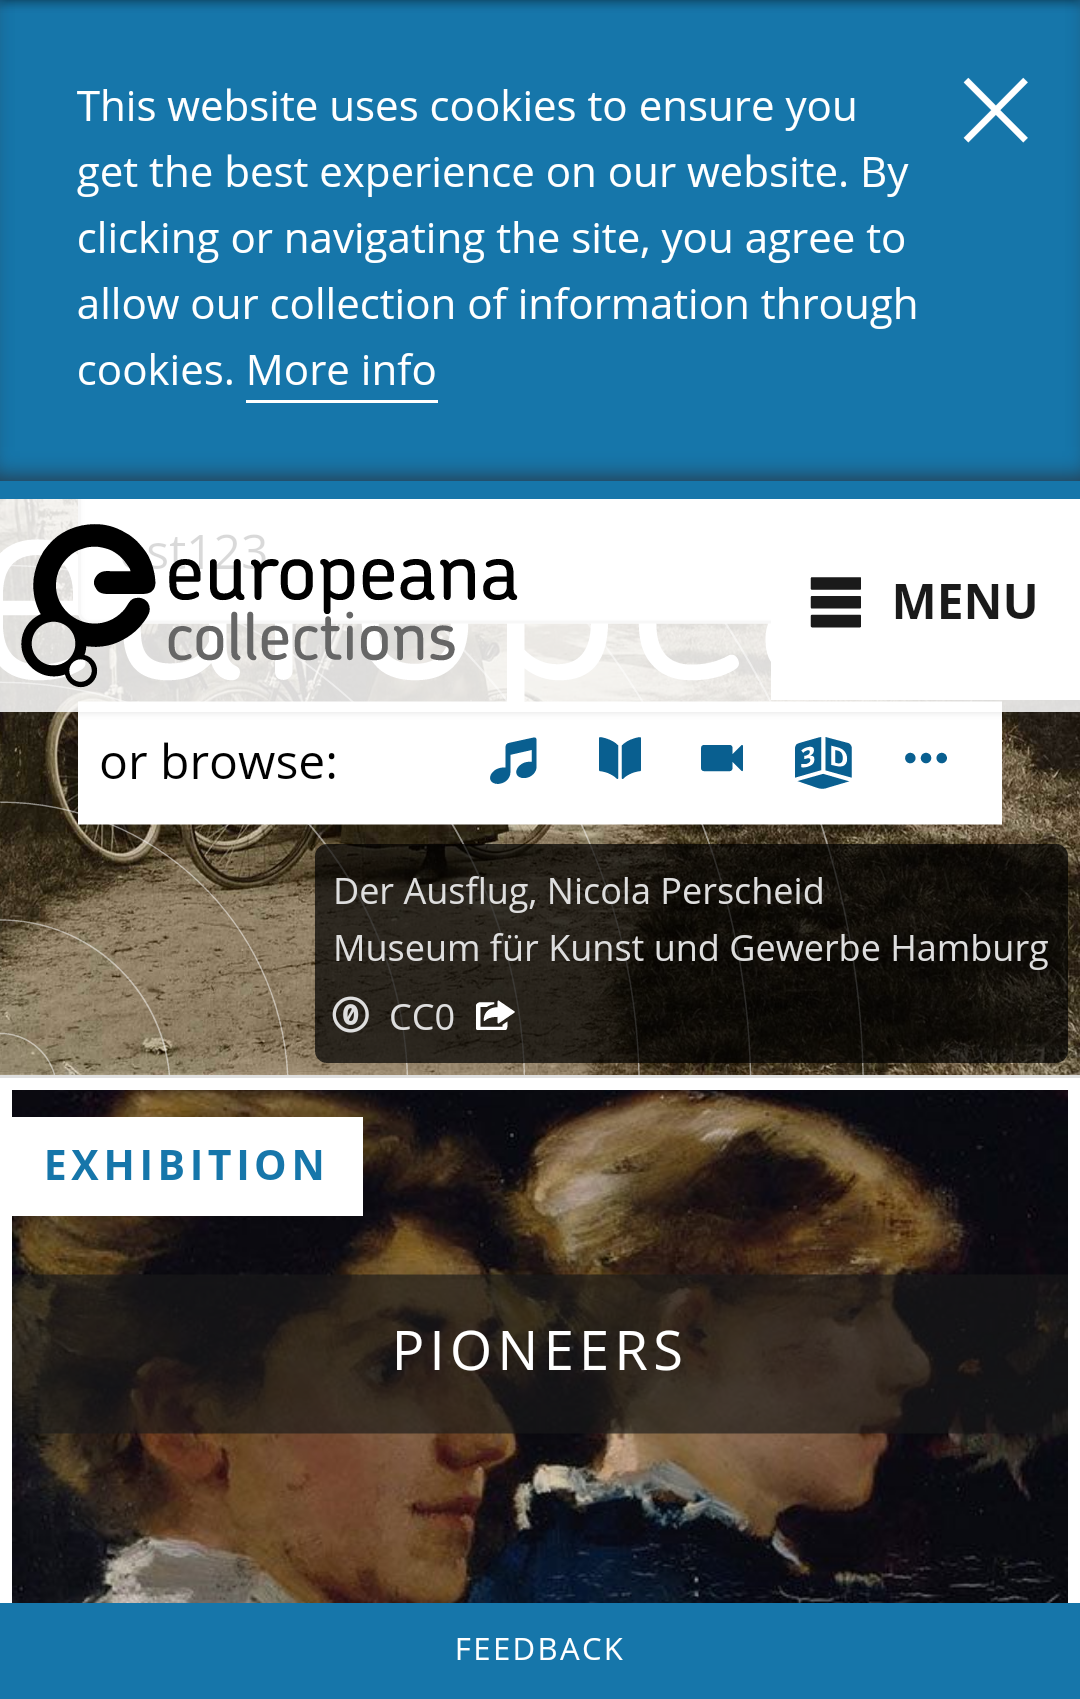 This website uses cookies to ensure you
get the best experience on our website. By
clicking or navigating the site, you agree to
allow our collection of information through
cookies. More info
st123
europeana
collections
MENU
or browse:
3D
Der Ausflug, Nicola Perscheid
Museum für Kunst und Gewerbe Hamburg
CC0
EXHIBITION
PIONEERS
FEEDBACK